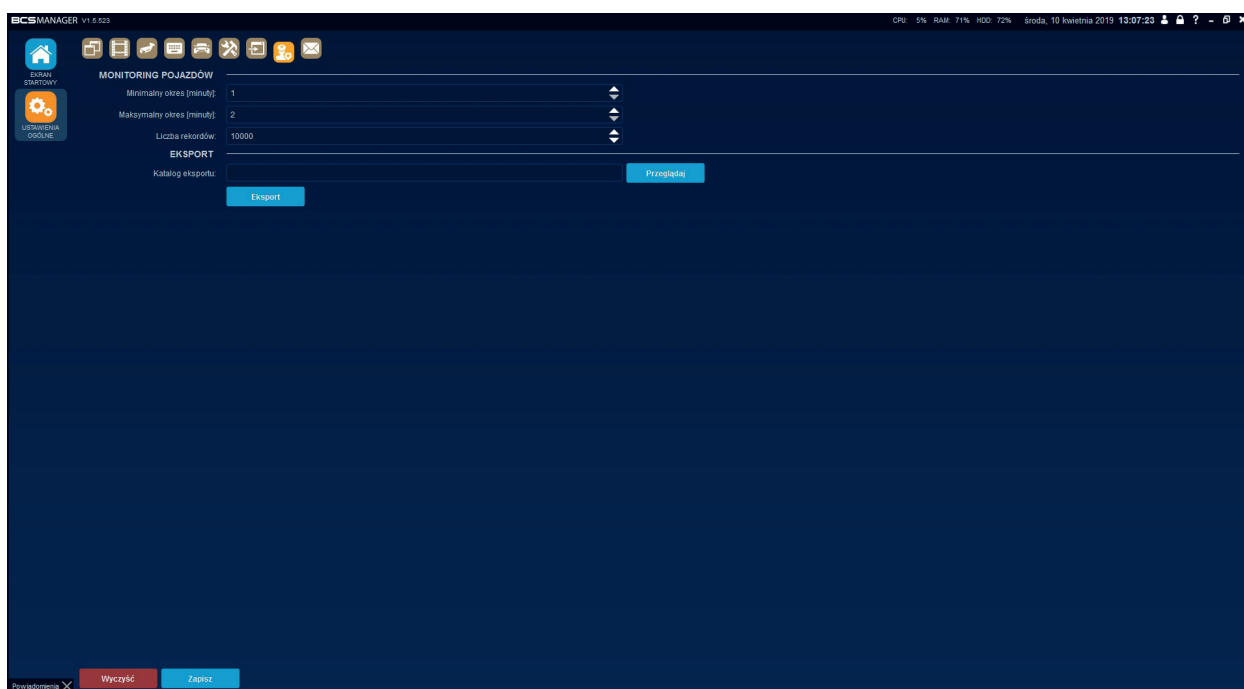 BCSMANAGER V1.5.523
CPU: 5% RAM: 71% HDD: 72% środa, 10 kwietnia 2019 13:07:23 ?
EKRAN
STARTOWY
USTAWIENIA
OGÓLNE
MONITORING POJAZDÓW
Minimalny okres [minuty]: 1
Maksymalny okres [minuty]: 2
Liczba rekordów: 10000
EKSPORT
Katalog eksportu: Przeglądaj
Eksport
Wyczyść Zapisz
Powiadomienia